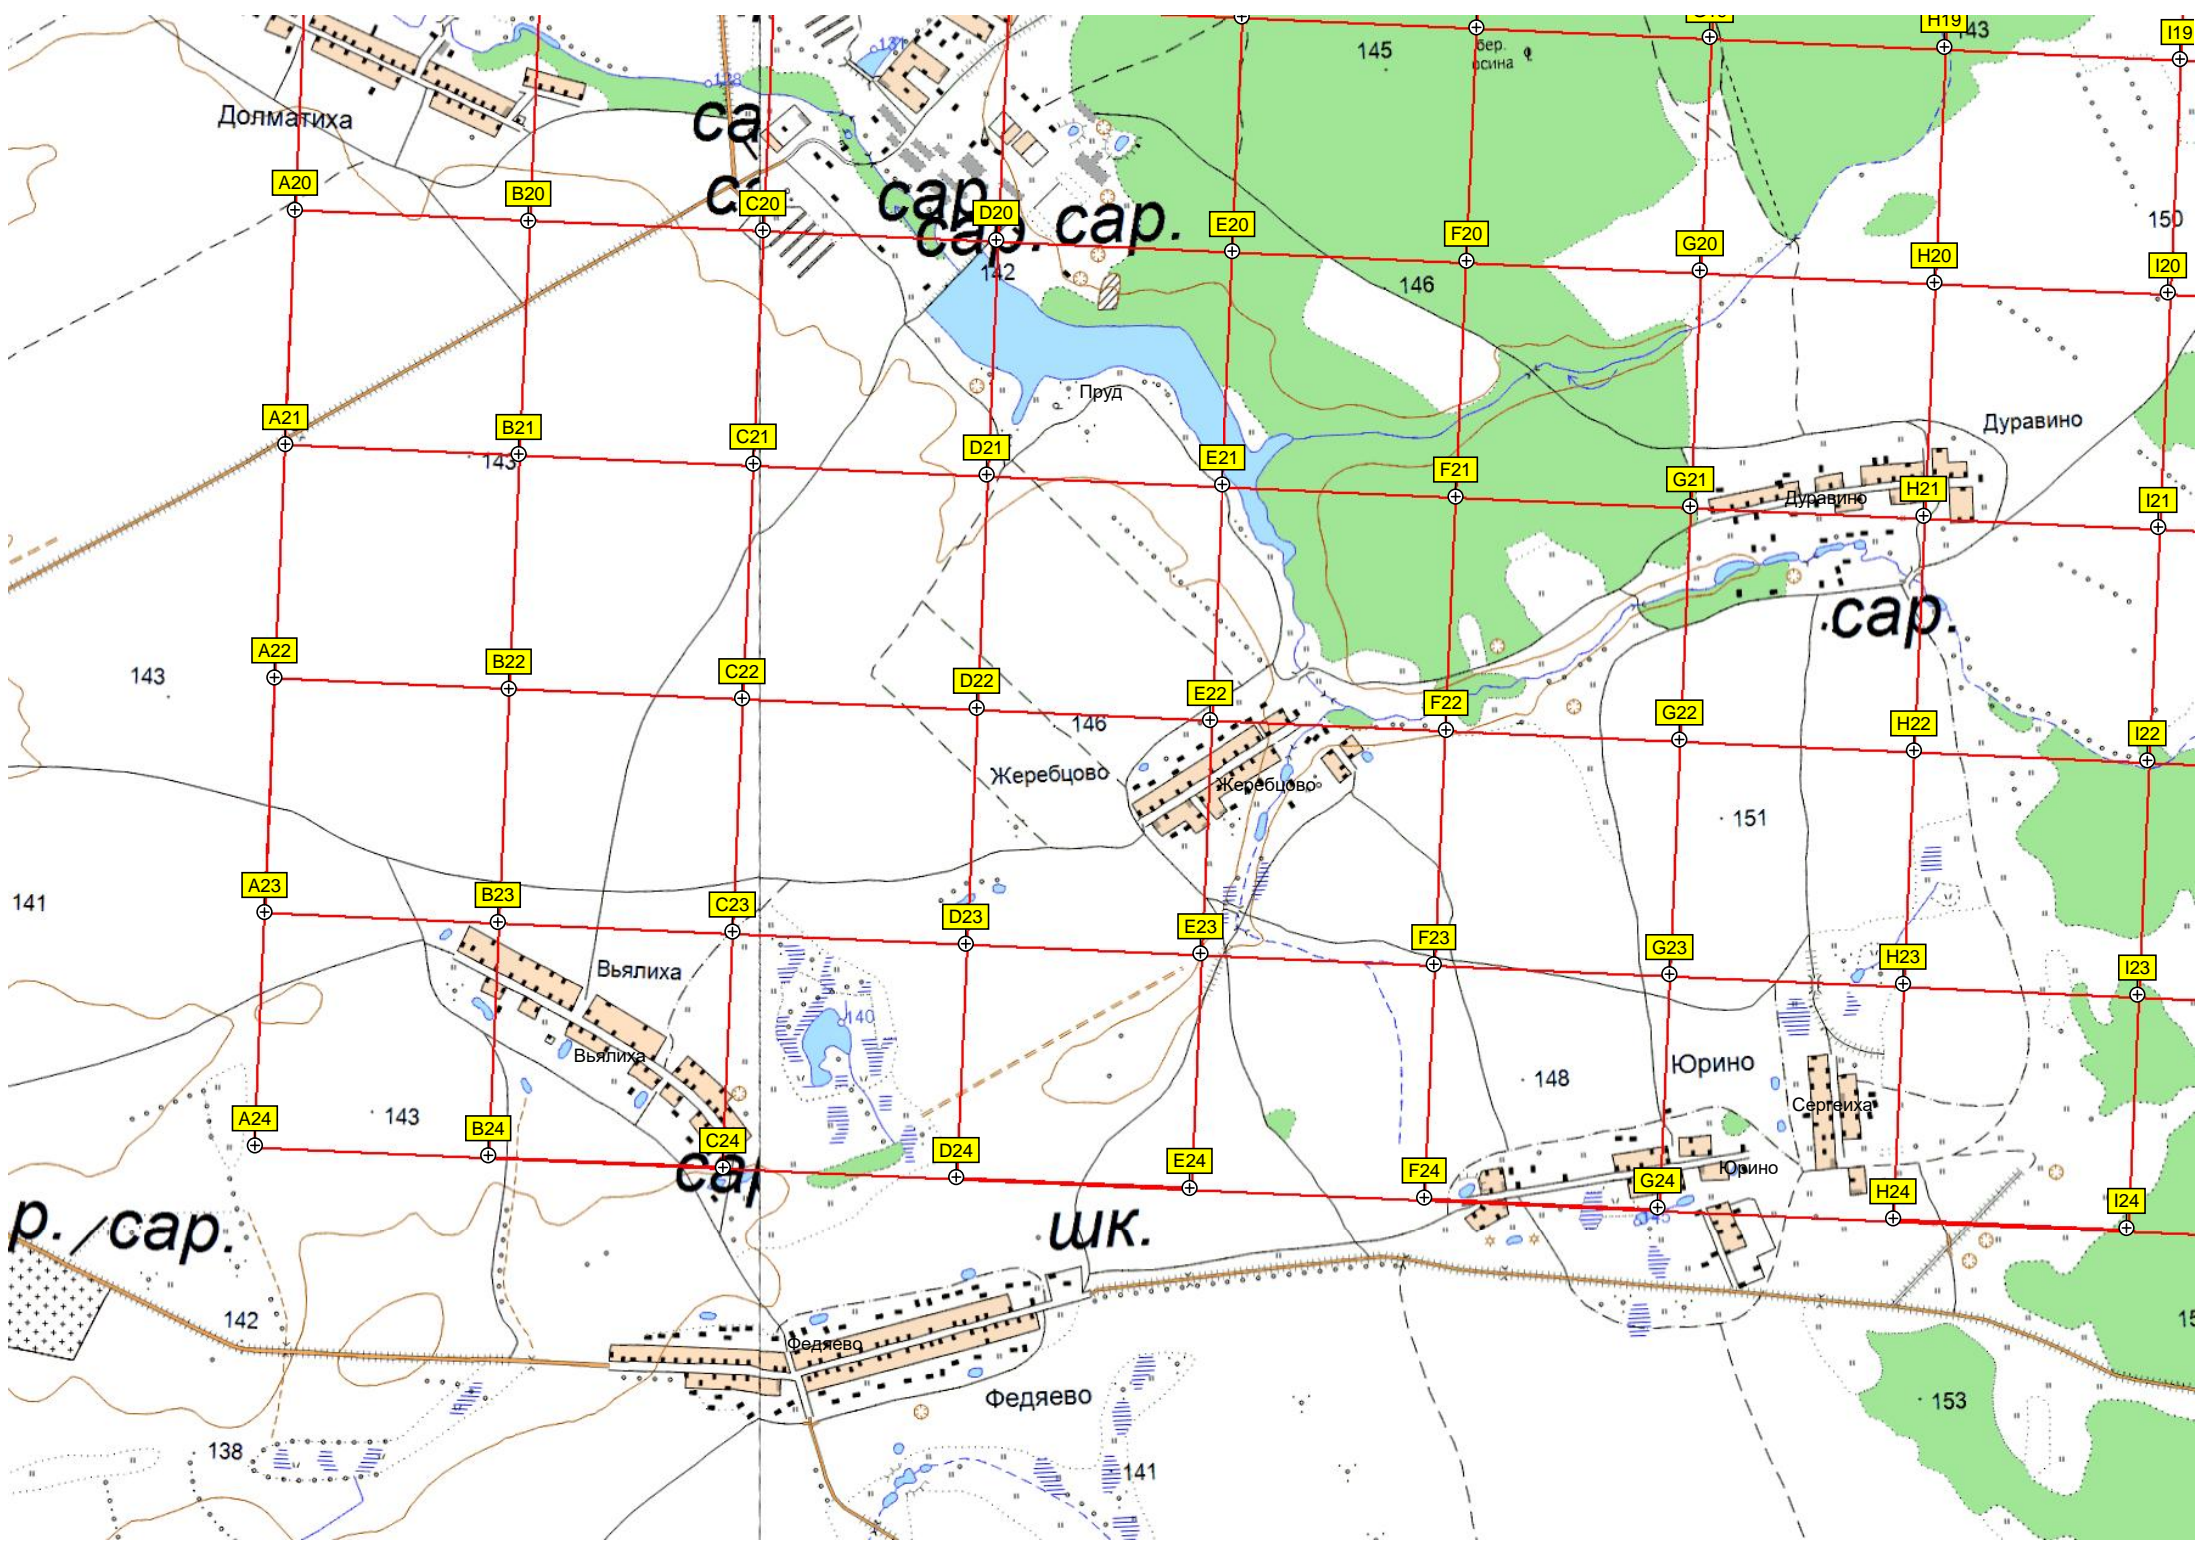 H19
I19
43
145
бер.
осина
131
128
Долматиха
са
150
A20
B20
C20
сар
D20
сар.
сар.
E20
F20
G20
H20
I20
142
146
Пруд
A21
B21
C21
D21
E21
F21
G21
H21
I21
143
Дуравино
Дуравино
сар.
143
A22
B22
C22
D22
E22
F22
G22
H22
I22
146
Жеребцово
Жеребцово
151
141
A23
B23
C23
D23
E23
F23
G23
H23
I23
Вьялиха
140
Вьялиха
148
Юрино
Сергеиха
143
A24
B24
C24
D24
E24
F24
G24
H24
I24
Юрино
р.
сар.
шк.
142
Федяево
Федяево
153
138
141